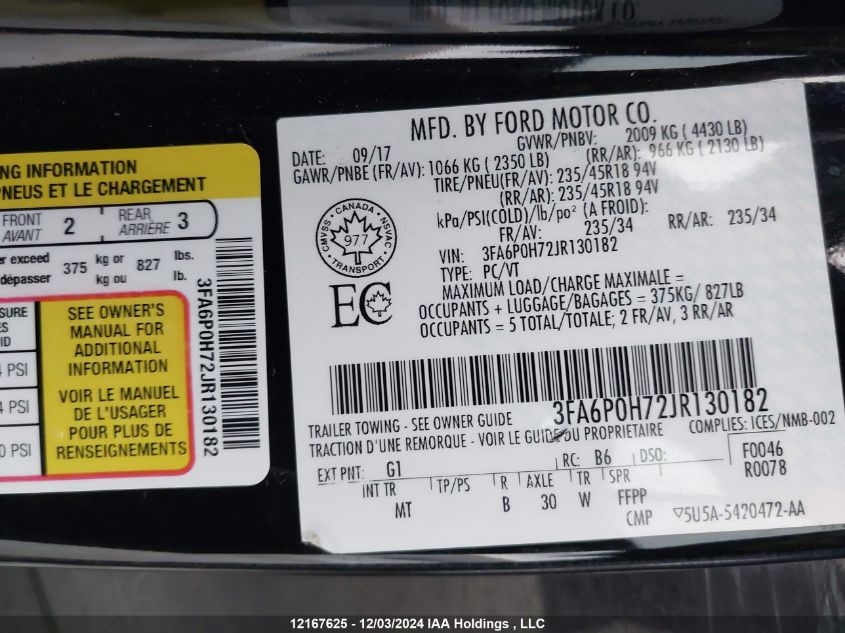 NG INFORMATION
PNEUS ET LE CHARGEMENT
FRONT
AVANT 2 REAR
ARRIÈRE 3
er exceed
dépasser 375 kg or
kg ou 827 lbs.
lb.
SURE
ES
ID
PSI
PSI
0 PSI
SEE OWNER'S
MANUAL FOR
ADDITIONAL
INFORMATION
VOIR LE MANUEL
DE L'USAGER
POUR PLUS DE
RENSEIGNEMENTS
3FA6P0H72JR130182
MFD. BY FORD MOTOR CO.
DATE: 09/17 GVWR/PNBV: 2009 KG ( 4430 LB)
GAWR/PNBE (FR/AV): 1066 KG ( 2350 LB) (RR/AR): 966 KG ( 2130 LB)
TIRE/PNEU(FR/AV): 235/45R18 94V
(RR/AR): 235/45R18 94V
kPa/PSI(COLD)/lb/po² (A FROID):
FR/AV: 235/34 RR/AR: 235/34
VIN: 3FA6P0H72JR130182
TYPE: PC/VT
CANADA
CMVSS 977 NSVAC
TRANSPORT
EC
MAXIMUM LOAD/CHARGE MAXIMALE =
OCCUPANTS + LUGGAGE/BAGAGES = 375KG/ 827LB
OCCUPANTS = 5 TOTAL/TOTALE; 2 FR/AV, 3 RR/AR
3FA6P0H72JR130182
TRAILER TOWING - SEE OWNER GUIDE COMPLIES: ICES/NMB-002
TRACTION D'UNE REMORQUE - VOIR LE GUIDE DU PROPRIETAIRE
EXT PNT: G1 RC: B6 DSO: F0046
R0078
INT TR TP/PS R AXLE TR SPR
MT B 30 W FFPP
CMP ▽5U5A-5420472-AA
12167625 - 12/03/2024 IAA Holdings , LLC